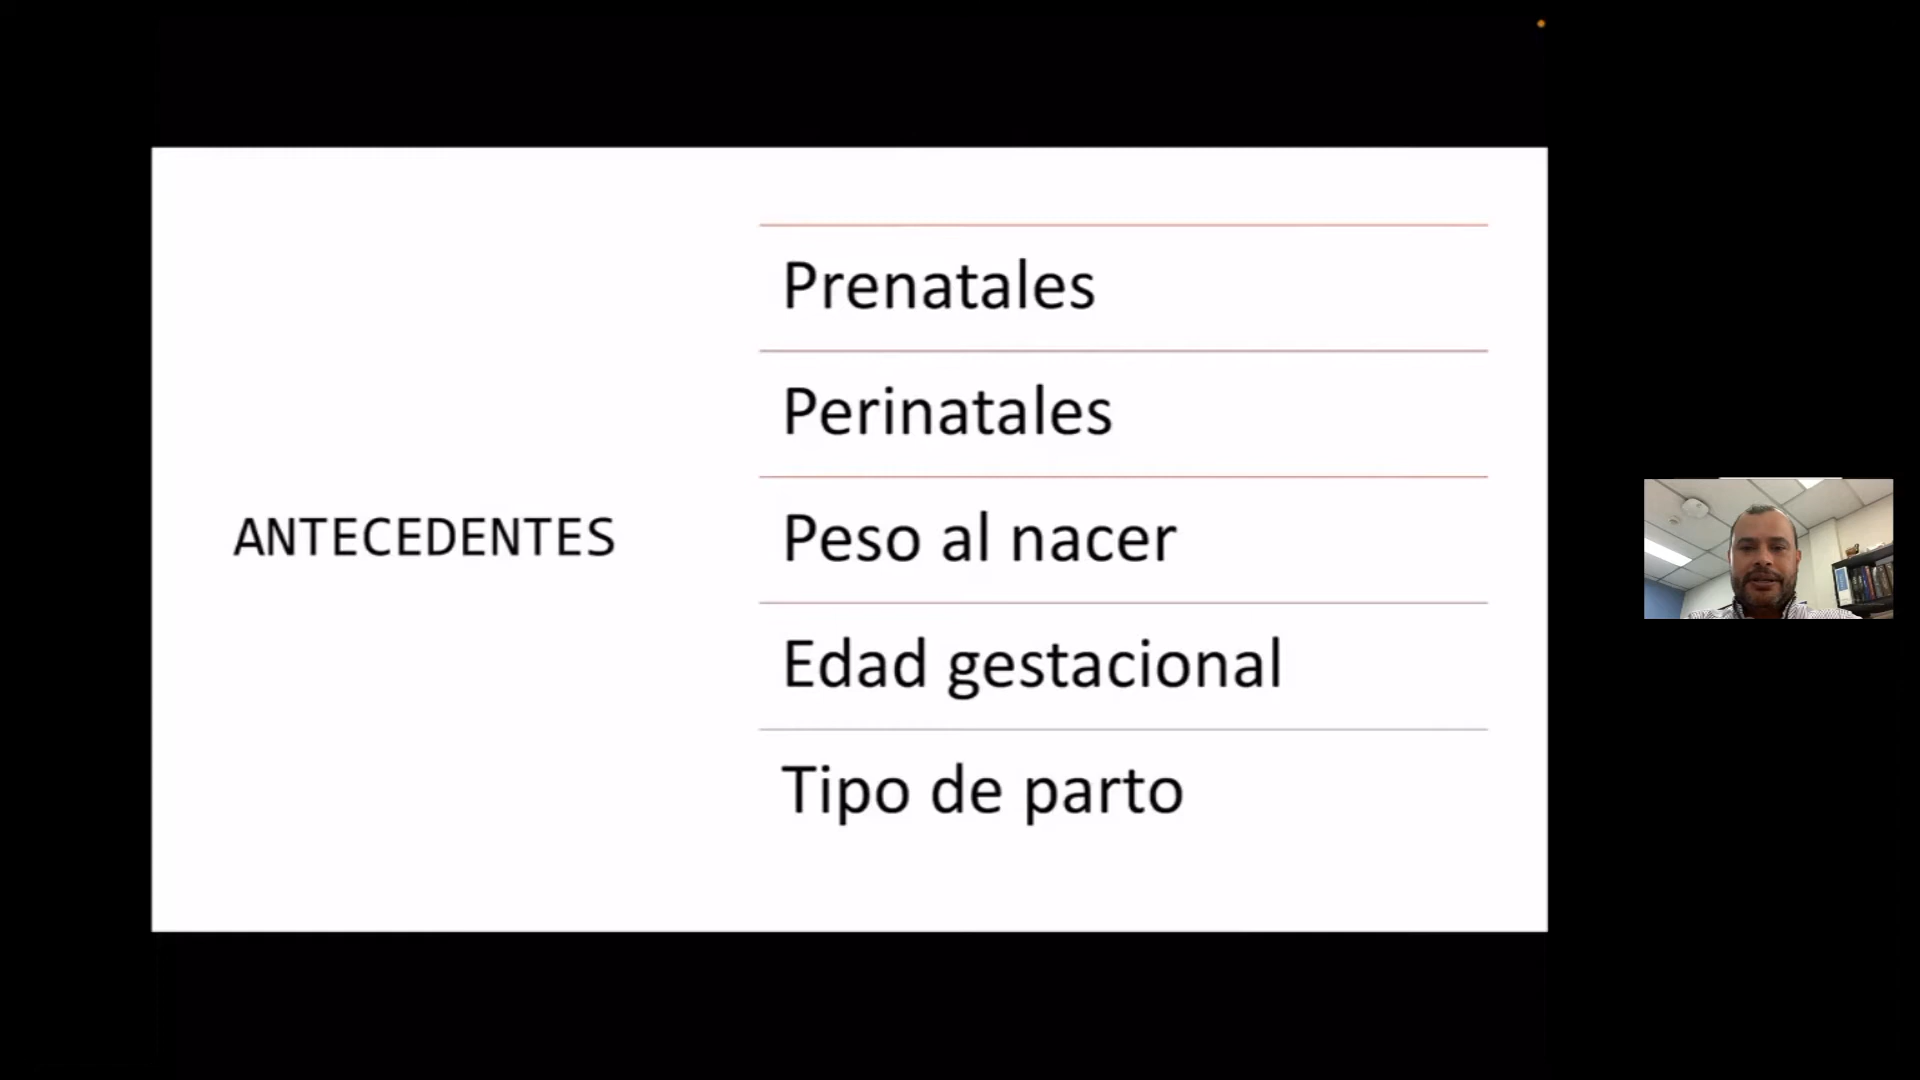 ANTECEDENTES
Prenatales
Perinatales
Peso al nacer
Edad gestacional
Tipo de parto